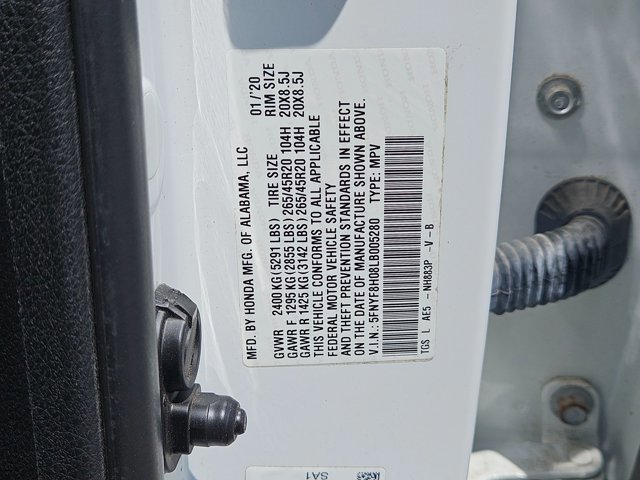 MFD. BY HONDA MFG. OF ALABAMA, LLC 01/'20
GVWR 2400 KG(5291 LBS) TIRE SIZE RIM SIZE
GAWR F 1295 KG(2855 LBS)265/45R20 104H 20X8.5J
GAWR R 1425 KG(3142 LBS)265/45R20 104H 20X8.5J
THIS VEHICLE CONFORMS TO ALL APPLICABLE
FEDERAL MOTOR VEHICLE SAFETY
AND THEFT PREVENTION STANDARDS IN EFFECT
ON THE DATE OF MANUFACTURE SHOWN ABOVE.
V.I.N.: 5FNYF8H08LB005280 TYPE: MPV
TGS L AE5 - NH883P -V -B
SA1